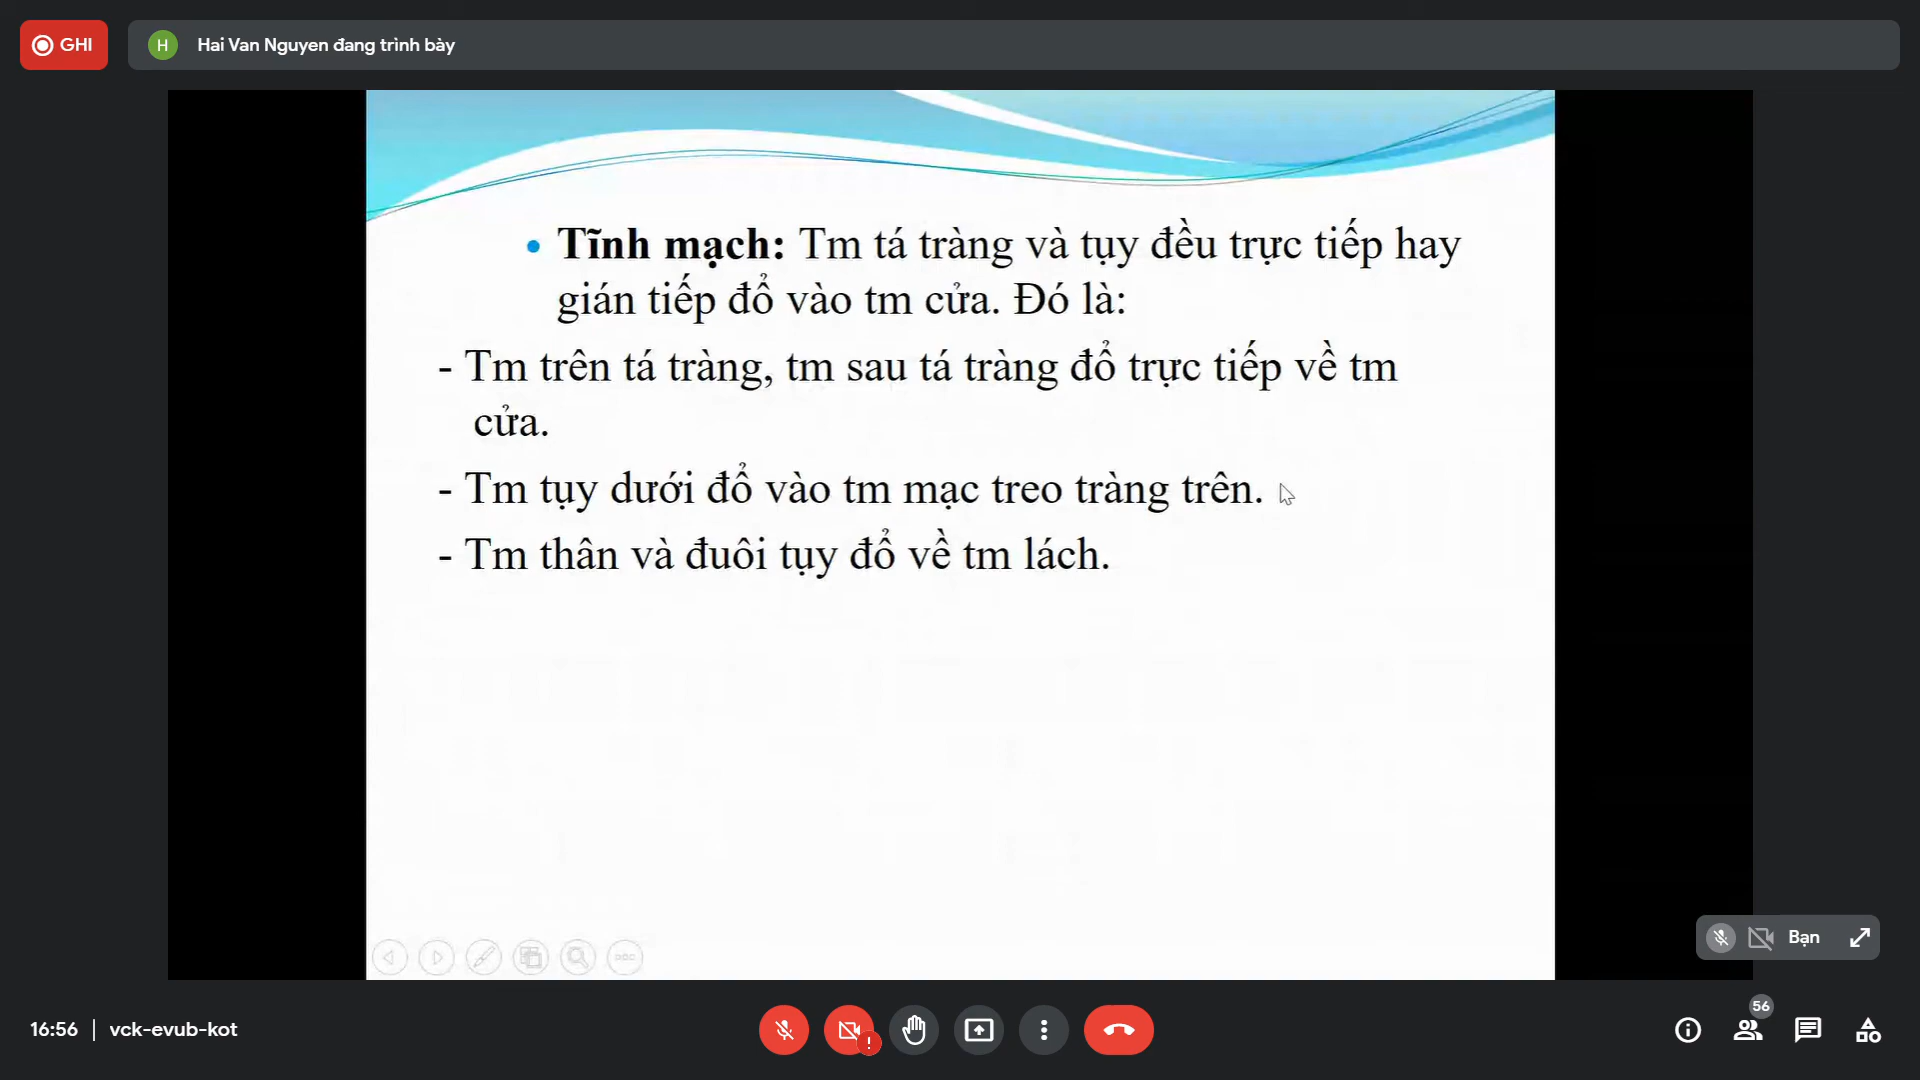 GHI
H
Hai Van Nguyen đang trình bày
• Tĩnh mạch: Tm tá tràng và tụy đều trực tiếp hay
gián tiếp đổ vào tm cửa. Đó là:
- Tm trên tá tràng, tm sau tá tràng đổ trực tiếp về tm
cửa.
- Tm tụy dưới đổ vào tm mạc treo tràng trên.
- Tm thân và đuôi tụy đổ về tm lách.
Bạn
56
16:56 | vck-evub-kot